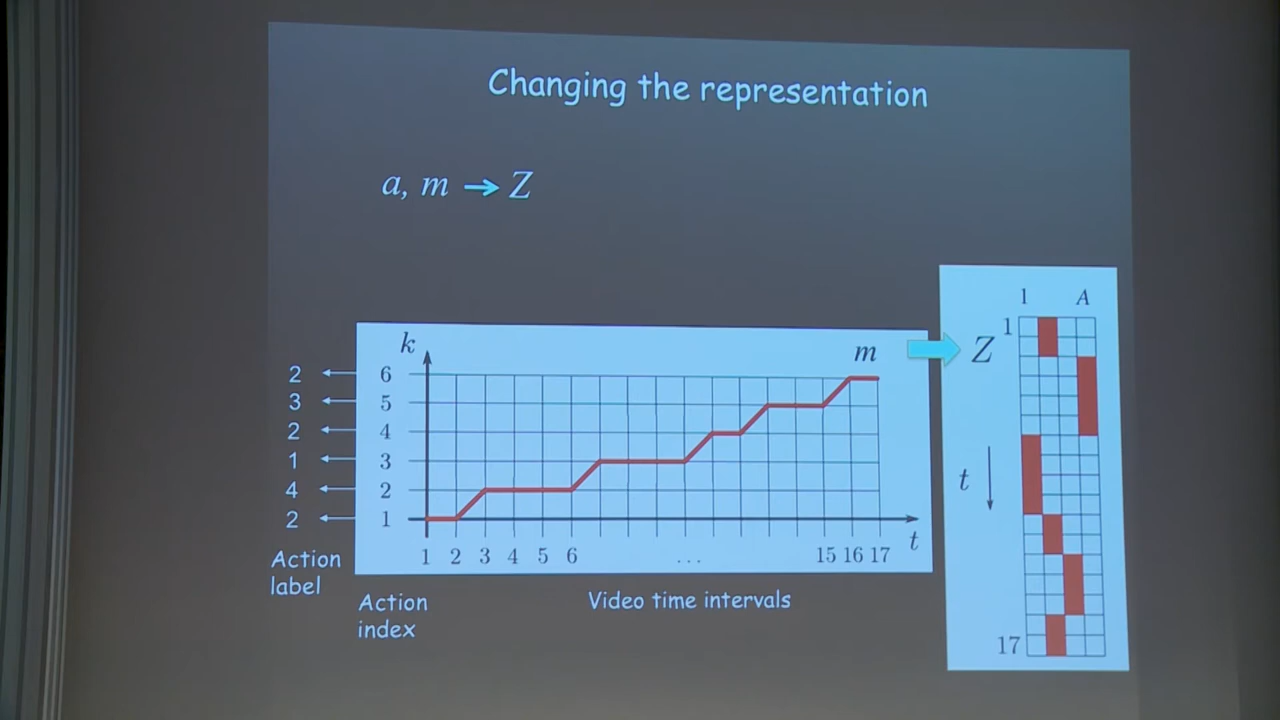 Changing the representation
a, m → Z
1 A
1
Z
k
m
2 ← 6
3 ← 5
2 ← 4
1 ← 3
4 ← 2
2 ← 1
t
t
1 2 3 4 5 6 ... 15 16 17
17
Action label
Action index
Video time intervals